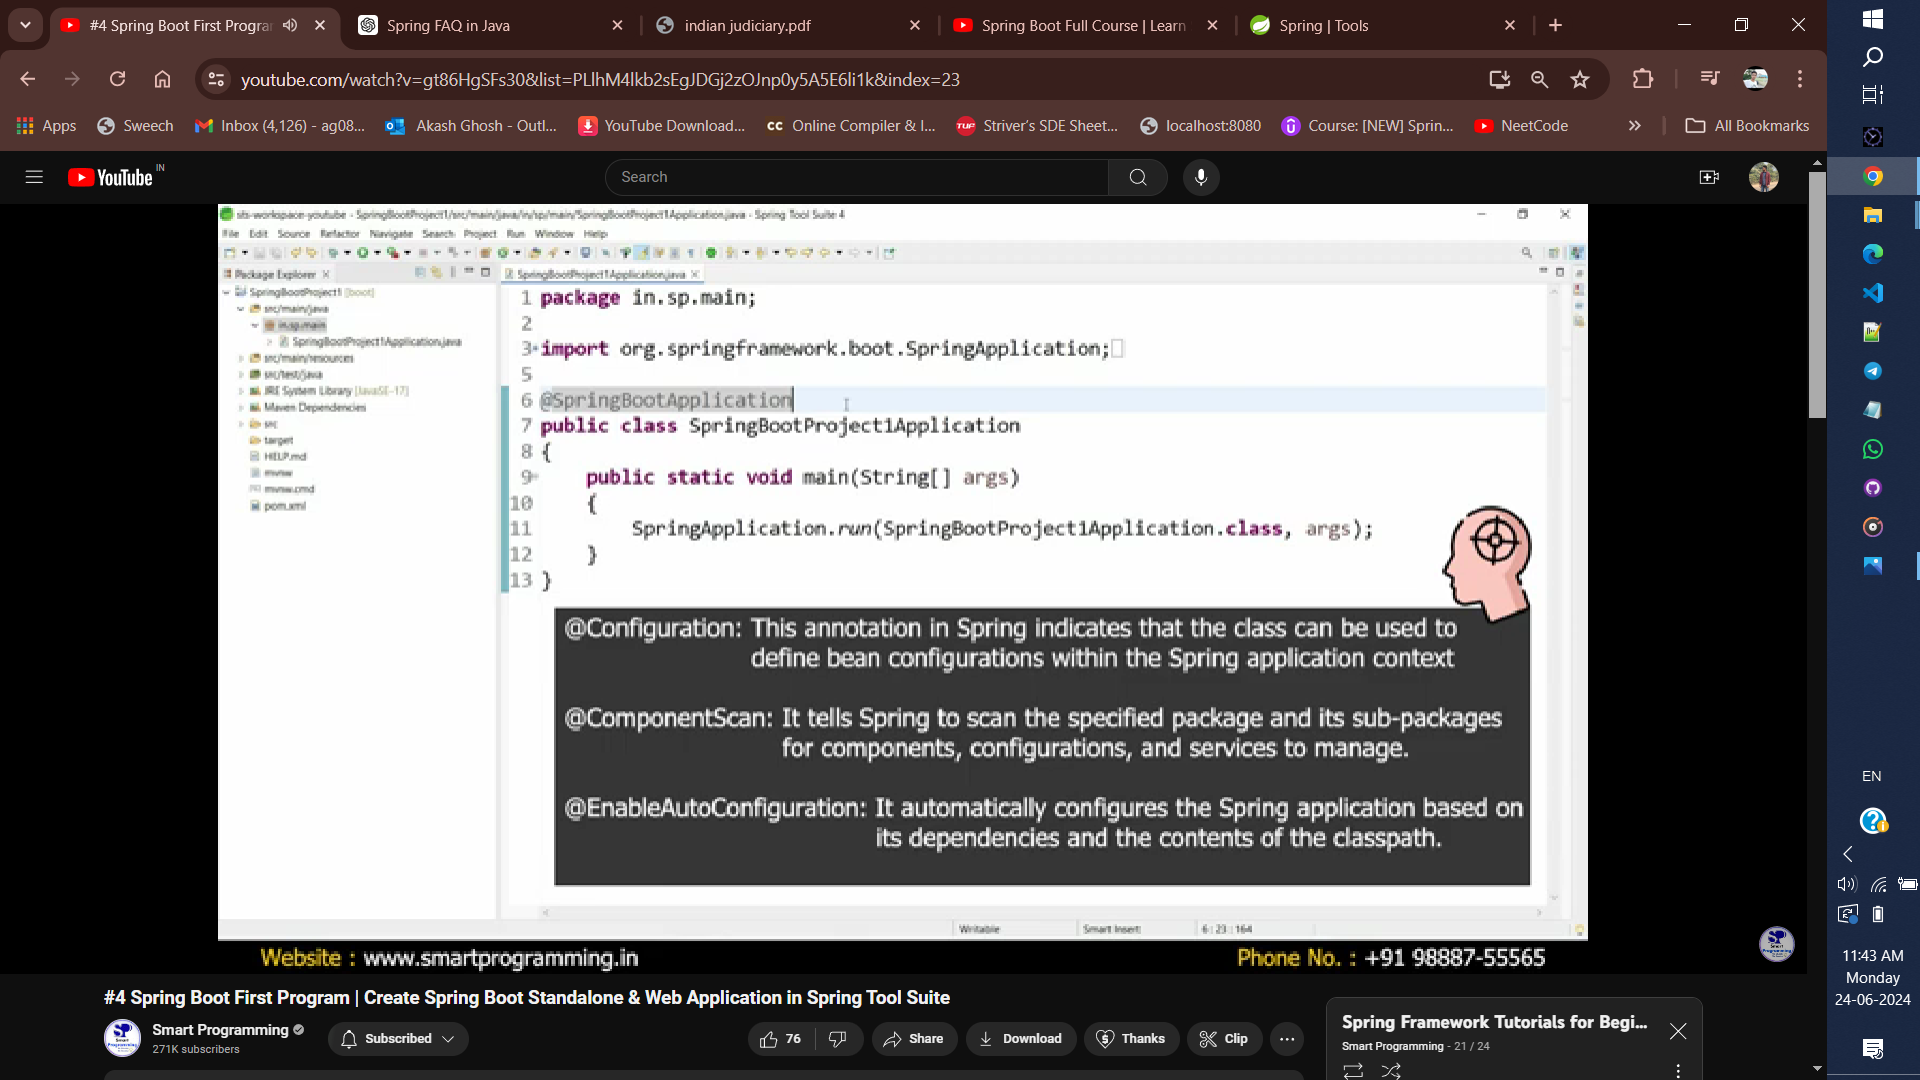 #4 Spring Boot First Progra
Spring FAQ in Java
indian judiciary.pdf
Spring Boot Full Course | Learn
Spring | Tools
youtube.com/watch?v=gt86HgSFs30&list=PLlhM4lkb2sEgJDGj2zOJnp0y5A5E6li1k&index=23
Apps
Sweech
Inbox (4,126) - ag08...
Akash Ghosh - Outl...
YouTube Download...
Online Compiler & I...
Striver's SDE Sheet...
localhost:8080
Course: [NEW] Sprin...
NeetCode
All Bookmarks
YouTube IN
Search
sts-workspace-youtube - SpringBootProject1/src/main/java/in/sp/main/SpringBootProject1Application.java - Spring Tool Suite 4
File Edit Source Refactor Navigate Search Project Run Window Help
Package Explorer
SpringBootProject1Application.java
SpringBootProject1 [boot]
src/main/java
in.sp.main
SpringBootProject1Application.java
src/main/resources
src/test/java
JRE System Library [JavaSE-17]
Maven Dependencies
src
target
HELP.md
mvnw
mvnw.cmd
pom.xml
1 package in.sp.main;
2
3 import org.springframework.boot.SpringApplication;
5
6 @SpringBootApplication
7 public class SpringBootProject1Application
8 {
9 public static void main(String[] args)
10 {
11 SpringApplication.run(SpringBootProject1Application.class, args);
12 }
13 }
@Configuration: This annotation in Spring indicates that the class can be used to
define bean configurations within the Spring application context
@ComponentScan: It tells Spring to scan the specified package and its sub-packages
for components, configurations, and services to manage.
@EnableAutoConfiguration: It automatically configures the Spring application based on
its dependencies and the contents of the classpath.
Writable
Smart Insert
6 : 23 : 164
Website : www.smartprogramming.in
Phone No. : +91 98887-55565
#4 Spring Boot First Program | Create Spring Boot Standalone & Web Application in Spring Tool Suite
Smart Programming
271K subscribers
Subscribed
76
Share
Download
Thanks
Clip
Spring Framework Tutorials for Begi...
Smart Programming - 21 / 24
EN
11:43 AM
Monday
24-06-2024